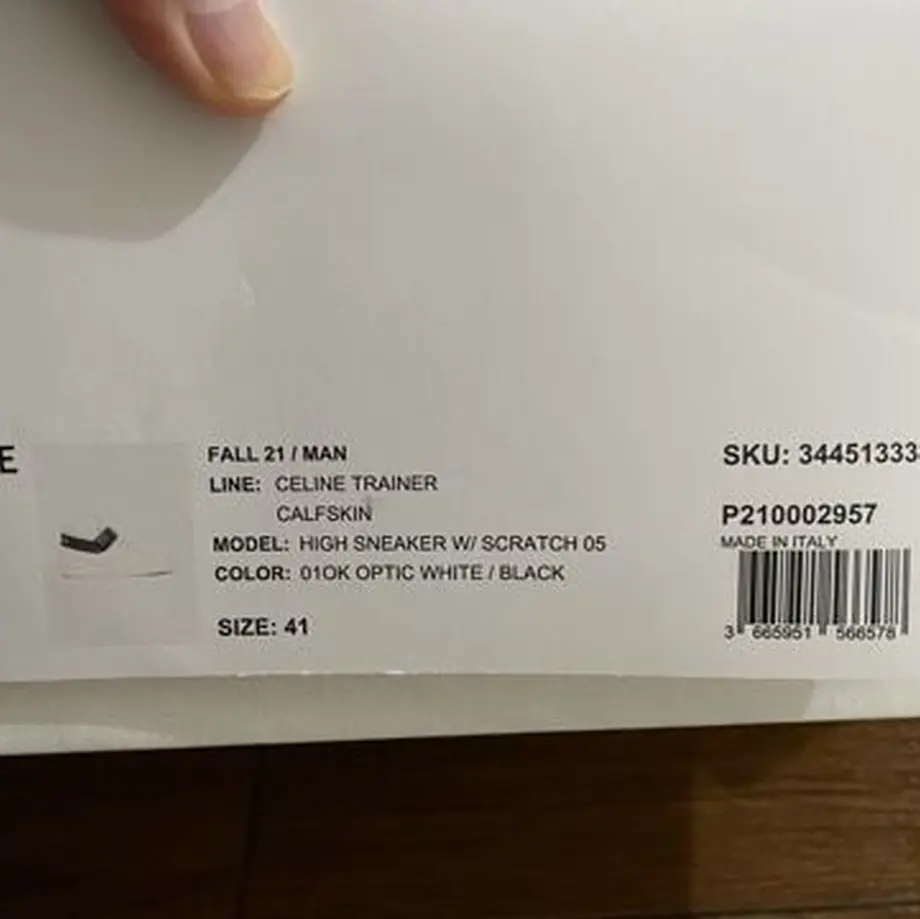 E
FALL 21 / MAN
LINE: CELINE TRAINER
CALFSKIN
MODEL: HIGH SNEAKER W/ SCRATCH 05
COLOR: 01OK OPTIC WHITE / BLACK
SIZE: 41
SKU: 34451333
P210002957
MADE IN ITALY
3 665951 566578